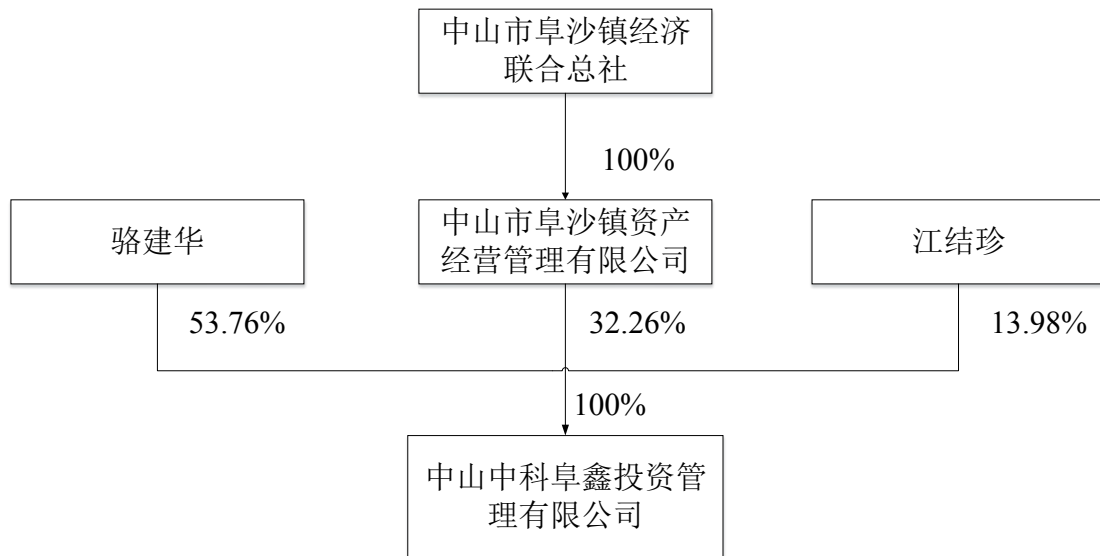 中山市阜沙镇经济
联合总社
100%
骆建华
中山市阜沙镇资产
经营管理有限公司
江结珍
53.76%
32.26%
13.98%
100%
中山中科阜鑫投资管
理有限公司